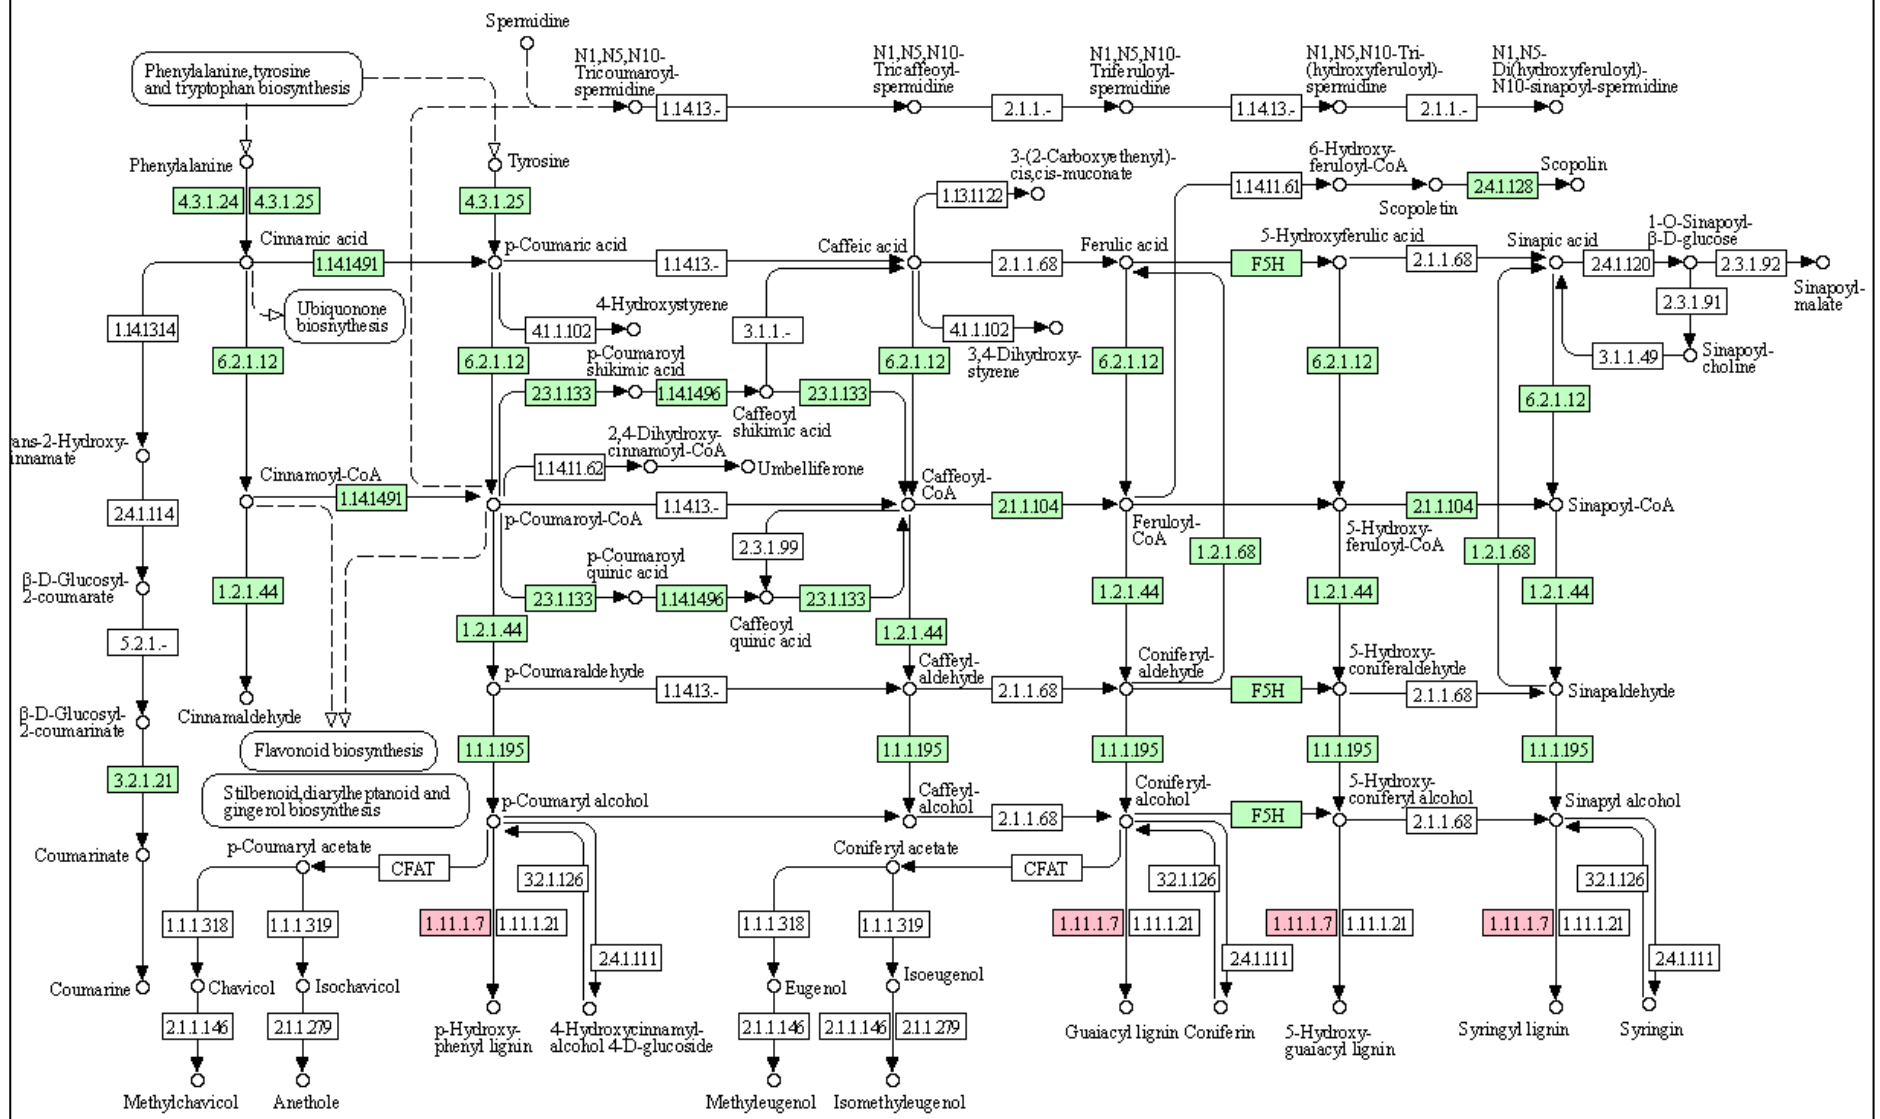 Spermidine
N1,N5,N10-
Tricoumaroyl-
spermidine
N1,N5,N10-
Tricaffeoyl-
spermidine
N1,N5,N10-
Triferuloyl-
spermidine
N1,N5,N10-Tri-
(hydroxyferuloyl)-
spermidine
N1,N5-
Di(hydroxyferuloyl)-
N10-sinapoyl-spermidine
Phenylalanine,tyrosine
and tryptophan biosynthesis
1.14.13.-
2.1.1.-
1.14.13.-
2.1.1.-
Phenylalanine
Tyrosine
3-(2-Carboxyethenyl)-
cis,cis-muconate
6-Hydroxy-
feruloyl-CoA
Scopolin
4.3.1.24
4.3.1.25
4.3.1.25
1.13.1122
1.14.11.61
2.4.1.128
Scopoletin
Cinnamic acid
p-Coumaric acid
Caffeic acid
Ferulic acid
5-Hydroxyferulic acid
Sinapic acid
1-O-Sinapoyl-
β-D-glucose
1.14.1491
1.14.13.-
2.1.1.68
F5H
2.1.1.68
2.4.1.120
2.3.1.92
Sinapoyl-
malate
Ubiquonone
biosnythesis
4-Hydroxystyrene
2.3.1.91
1.14.1314
4.1.1.102
3.1.1.-
4.1.1.102
3,4-Dihydroxy-
styrene
3.1.1.49
Sinapoyl-
choline
6.2.1.12
6.2.1.12
p-Coumaroyl
shikimic acid
6.2.1.12
6.2.1.12
6.2.1.12
6.2.1.12
2.3.1.133
1.14.1496
2.3.1.133
Caffeoyl
shikimic acid
rans-2-Hydroxy-
innamate
2,4-Dihydroxy-
cinnamoyl-CoA
1.14.11.62
Umbelliferone
Cinnamoyl-CoA
1.14.1491
p-Coumaroyl-CoA
1.14.13.-
Caffeoyl-
CoA
2.1.1.104
Feruloyl-
CoA
5-Hydroxy-
feruloyl-CoA
2.1.1.104
Sinapoyl-CoA
2.4.1.114
2.3.1.99
1.2.1.68
1.2.1.68
β-D-Glucosyl-
2-coumarate
1.2.1.44
p-Coumaroyl
quinic acid
2.3.1.133
1.14.1496
2.3.1.133
Caffeoyl
quinic acid
1.2.1.44
1.2.1.44
1.2.1.44
1.2.1.44
1.2.1.44
5.2.1.-
p-Coumaraldehyde
1.14.13.-
Caffeyl-
aldehyde
2.1.1.68
Coniferyl-
aldehyde
F5H
5-Hydroxy-
coniferaldehyde
2.1.1.68
Sinapaldehyde
β-D-Glucosyl-
2-coumarinate
Cinnamaldehyde
Flavonoid biosynthesis
1.1.1.195
1.1.1.195
1.1.1.195
1.1.1.195
1.1.1.195
3.2.1.21
Stilbenoid,diarylheptanoid and
gingerol biosynthesis
p-Coumaryl alcohol
Caffeyl-
alcohol
2.1.1.68
Coniferyl-
alcohol
F5H
5-Hydroxy-
coniferyl alcohol
2.1.1.68
Sinapyl alcohol
Coumarinate
p-Coumaryl acetate
CFAT
Coniferyl acetate
CFAT
3.2.1.126
3.2.1.126
3.2.1.126
1.1.1.318
1.1.1.319
1.11.1.7
1.11.1.21
1.1.1.318
1.1.1.319
1.11.1.7
1.11.1.21
1.11.1.7
1.11.1.21
1.11.1.7
1.11.1.21
2.4.1.111
2.4.1.111
2.4.1.111
Coumarine
Chavicol
Isochavicol
Eugenol
Isoeugenol
2.1.1.146
2.1.1.279
p-Hydroxy-
phenyl lignin
4-Hydroxycinnamyl-
alcohol 4-D-glucoside
2.1.1.146
2.1.1.146
2.1.1.279
Guaiacyl lignin
Coniferin
5-Hydroxy-
guaiacyl lignin
Syringyl lignin
Syringin
Methylchavicol
Anethole
Methyleugenol
Isomethyleugenol